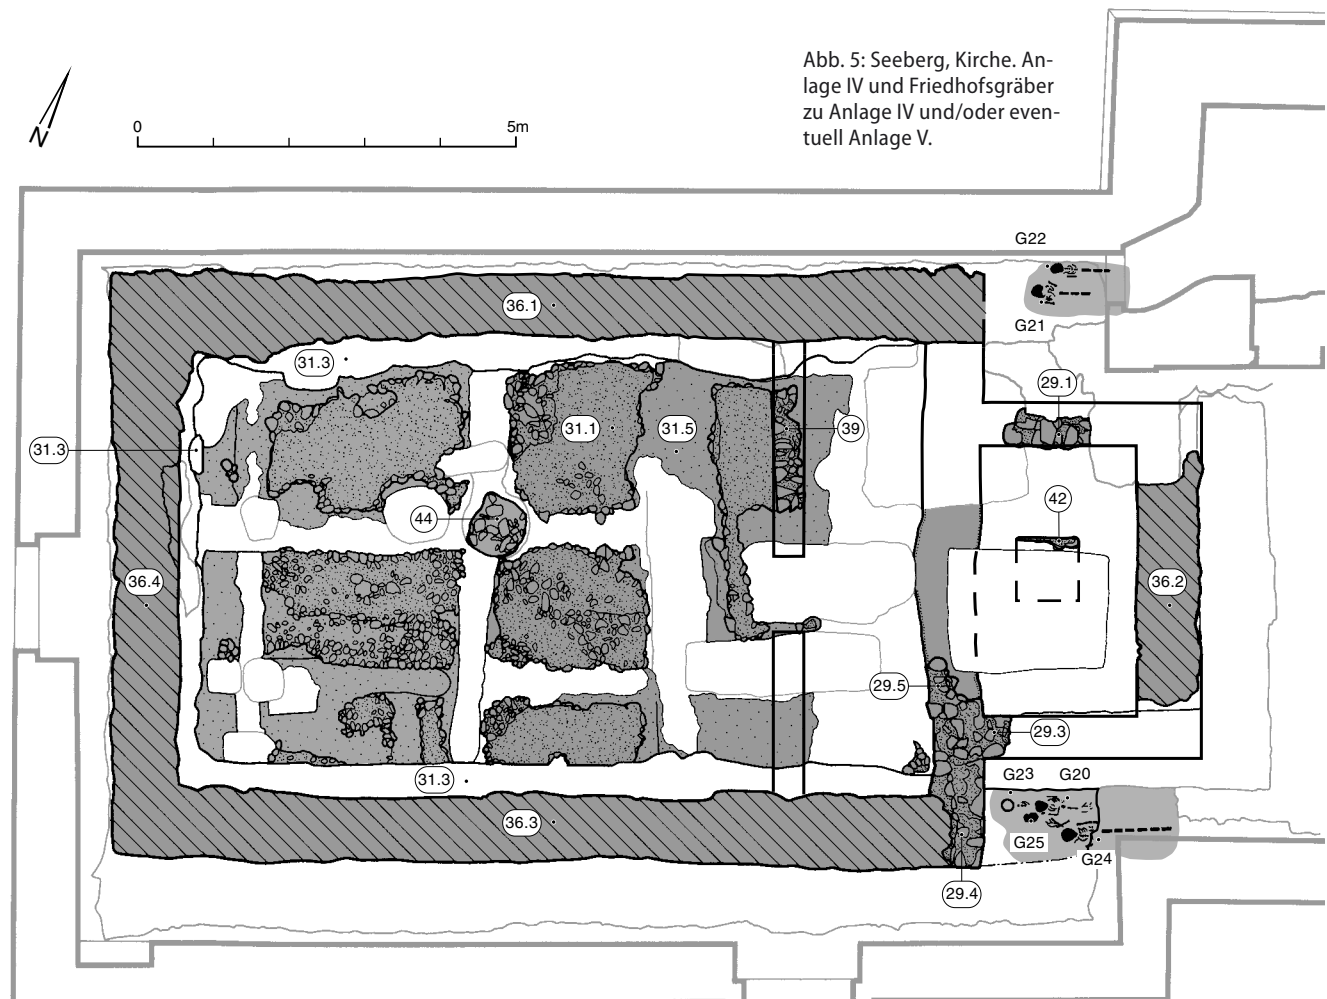 Abb. 5: Seeberg, Kirche. An-
lage IV und Friedhofsgräber
zu Anlage IV und/oder even-
tuell Anlage V.
N
0 5m
G22
36.1
G21
31.3
29.1
31.1
31.5
39
31.3
42
44
36.4
36.2
29.5
29.3
31.3
G23 G20
36.3
G25
G24
29.4